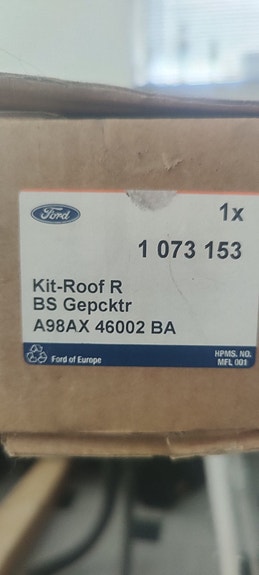 Ford
1x
1 073 153
Kit-Roof R
BS Gepcktr
A98AX 46002 BA
Ford of Europe
HPMS. NO.
MFL 001